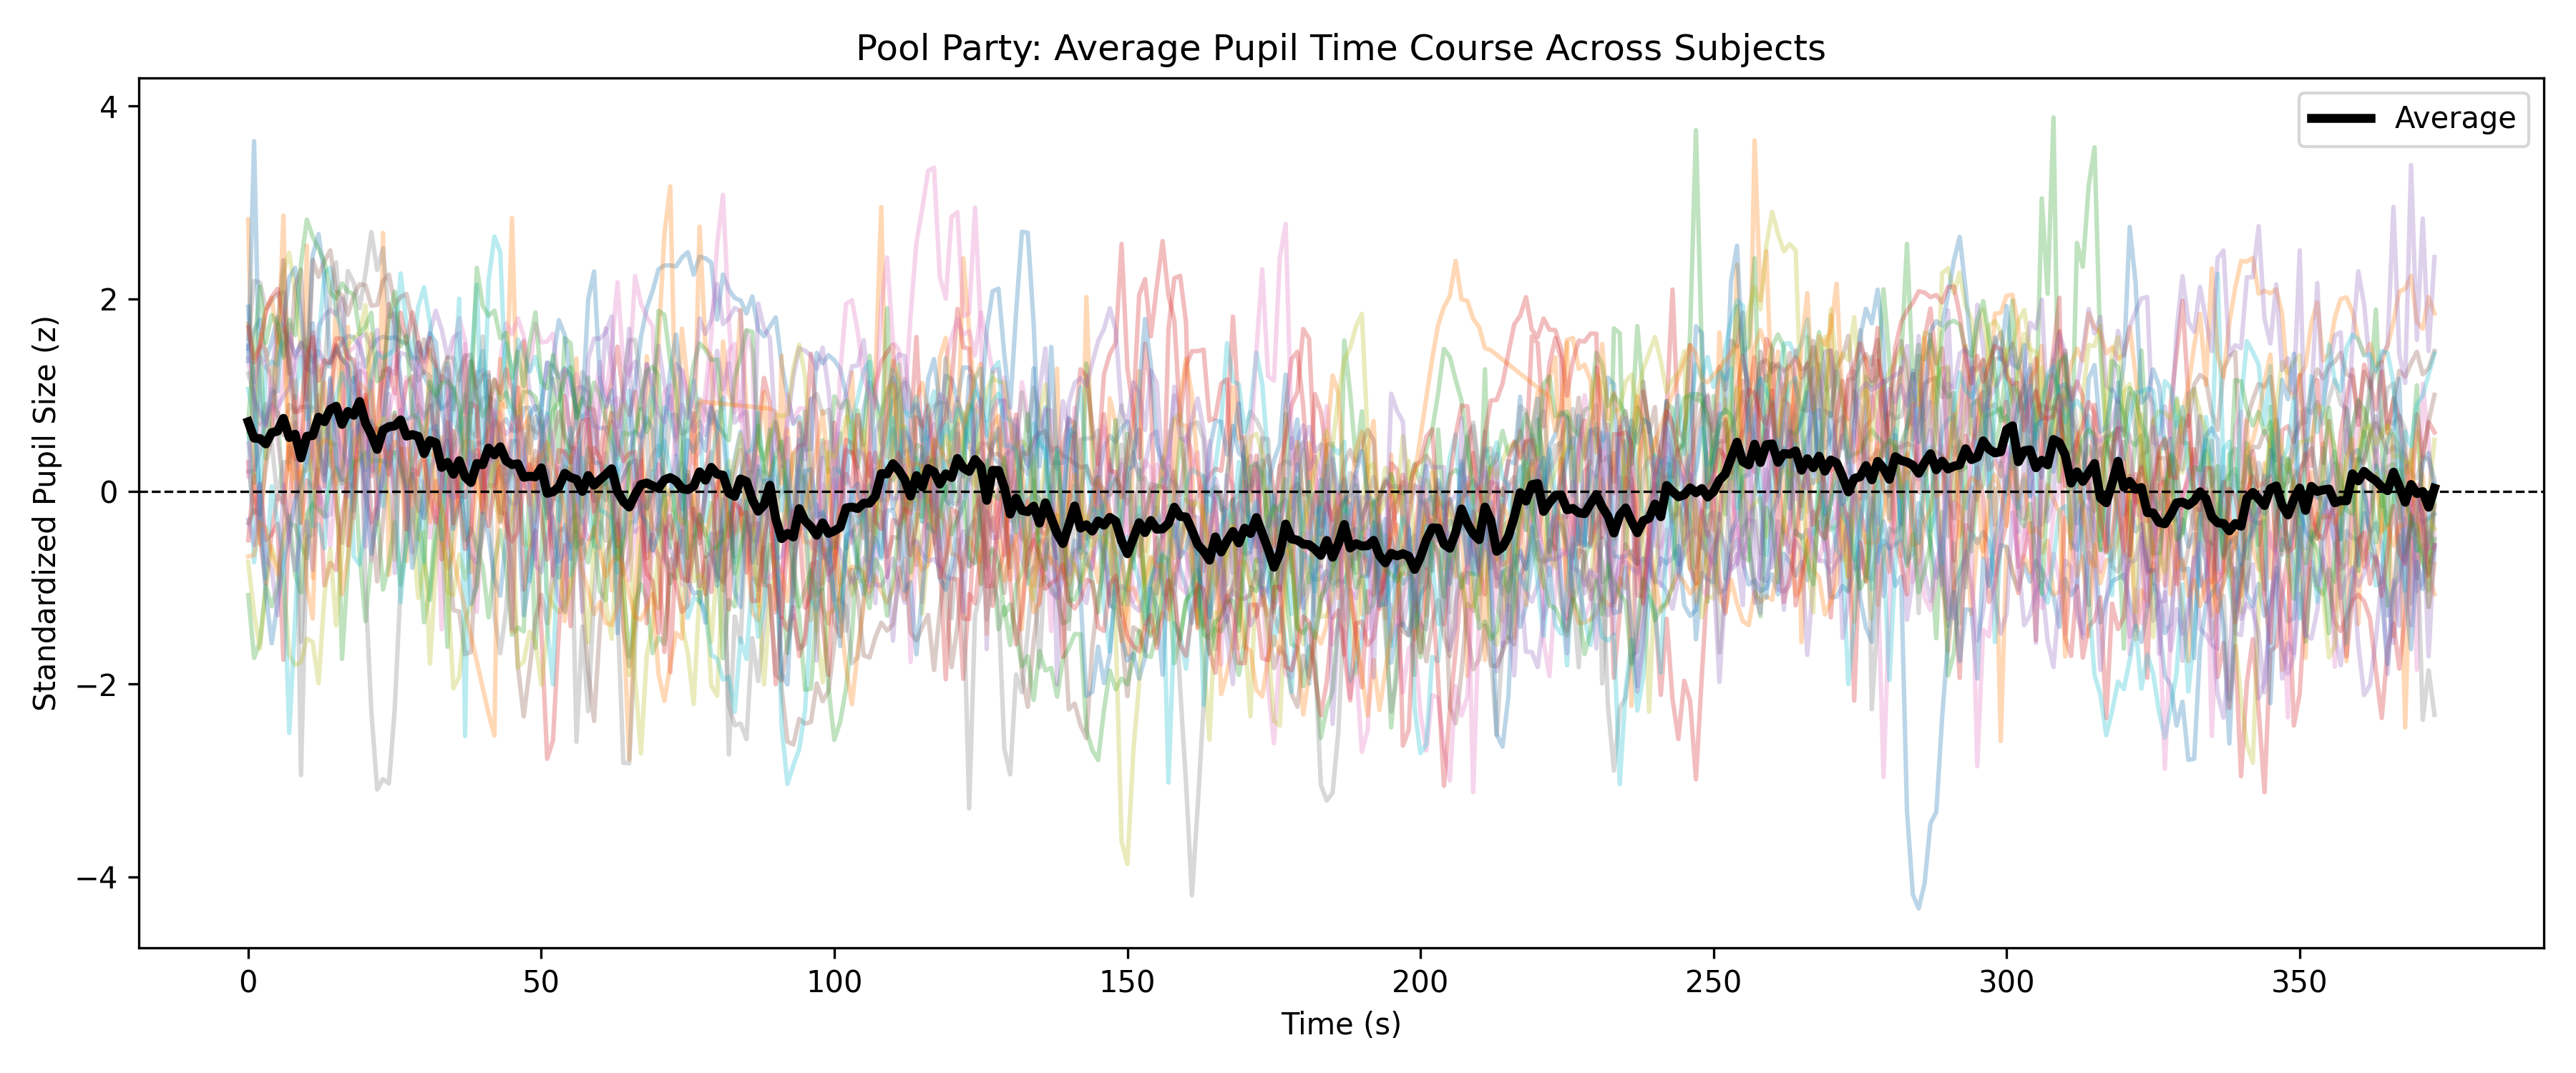 Pool Party: Average Pupil Time Course Across Subjects
Average
Standardized Pupil Size (z)
4
2
0
−2
−4
0 50 100 150 200 250 300 350
Time (s)